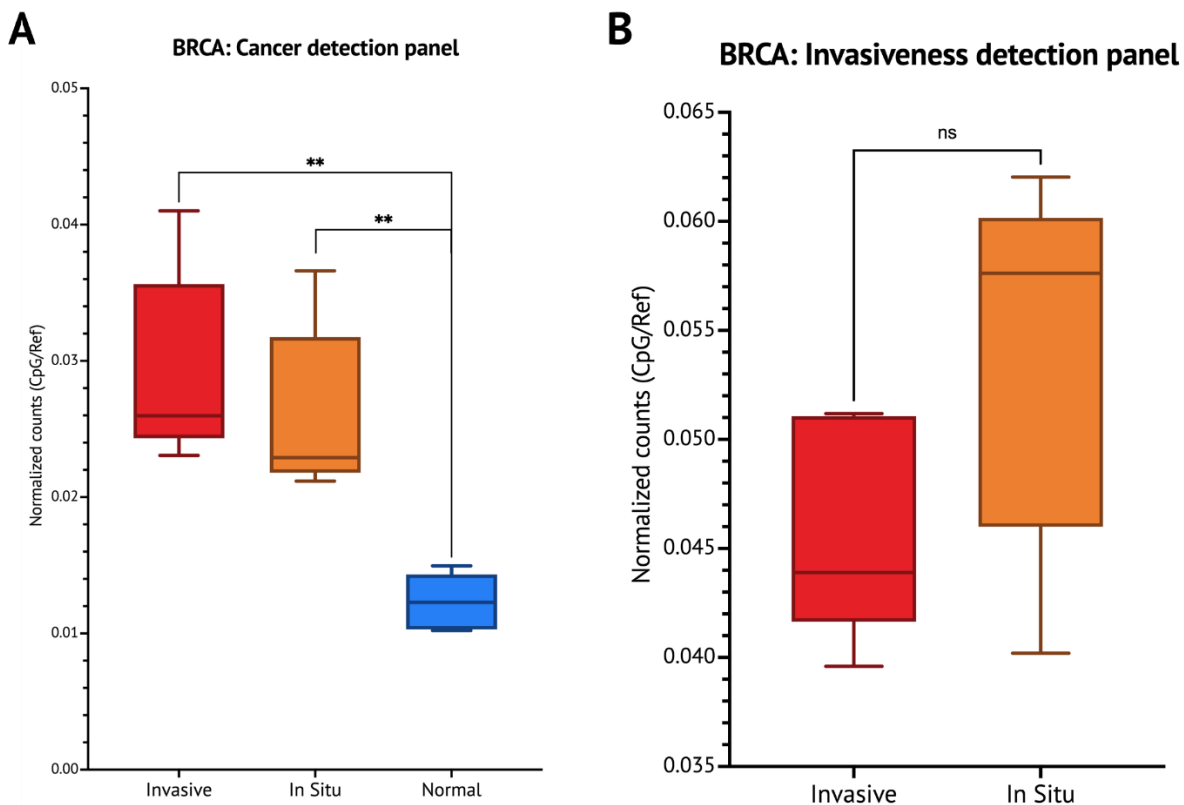 A
BRCA: Cancer detection panel
Normalized counts (CpG/Ref)
0.05
0.04
0.03
0.02
0.01
0.00
**
**
Invasive
In Situ
Normal
B
BRCA: Invasiveness detection panel
Normalized counts (CpG/Ref)
0.065
0.060
0.055
0.050
0.045
0.040
0.035
ns
Invasive
In Situ